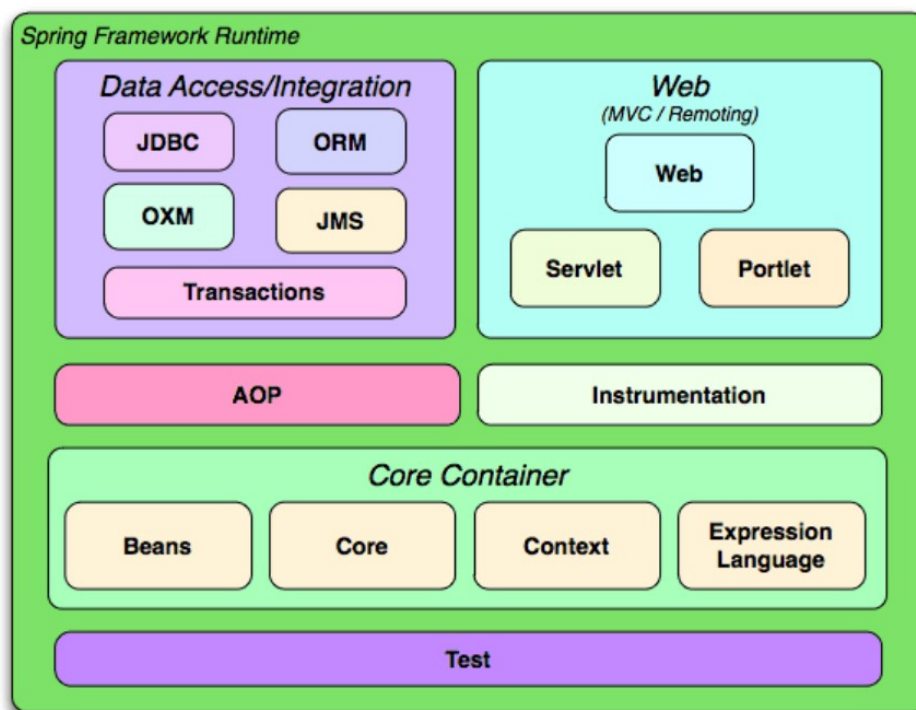 Spring Framework Runtime
Data Access/Integration
JDBC
ORM
OXM
JMS
Transactions
Web
(MVC / Remoting)
Web
Servlet
Portlet
AOP
Instrumentation
Core Container
Beans
Core
Context
Expression
Language
Test